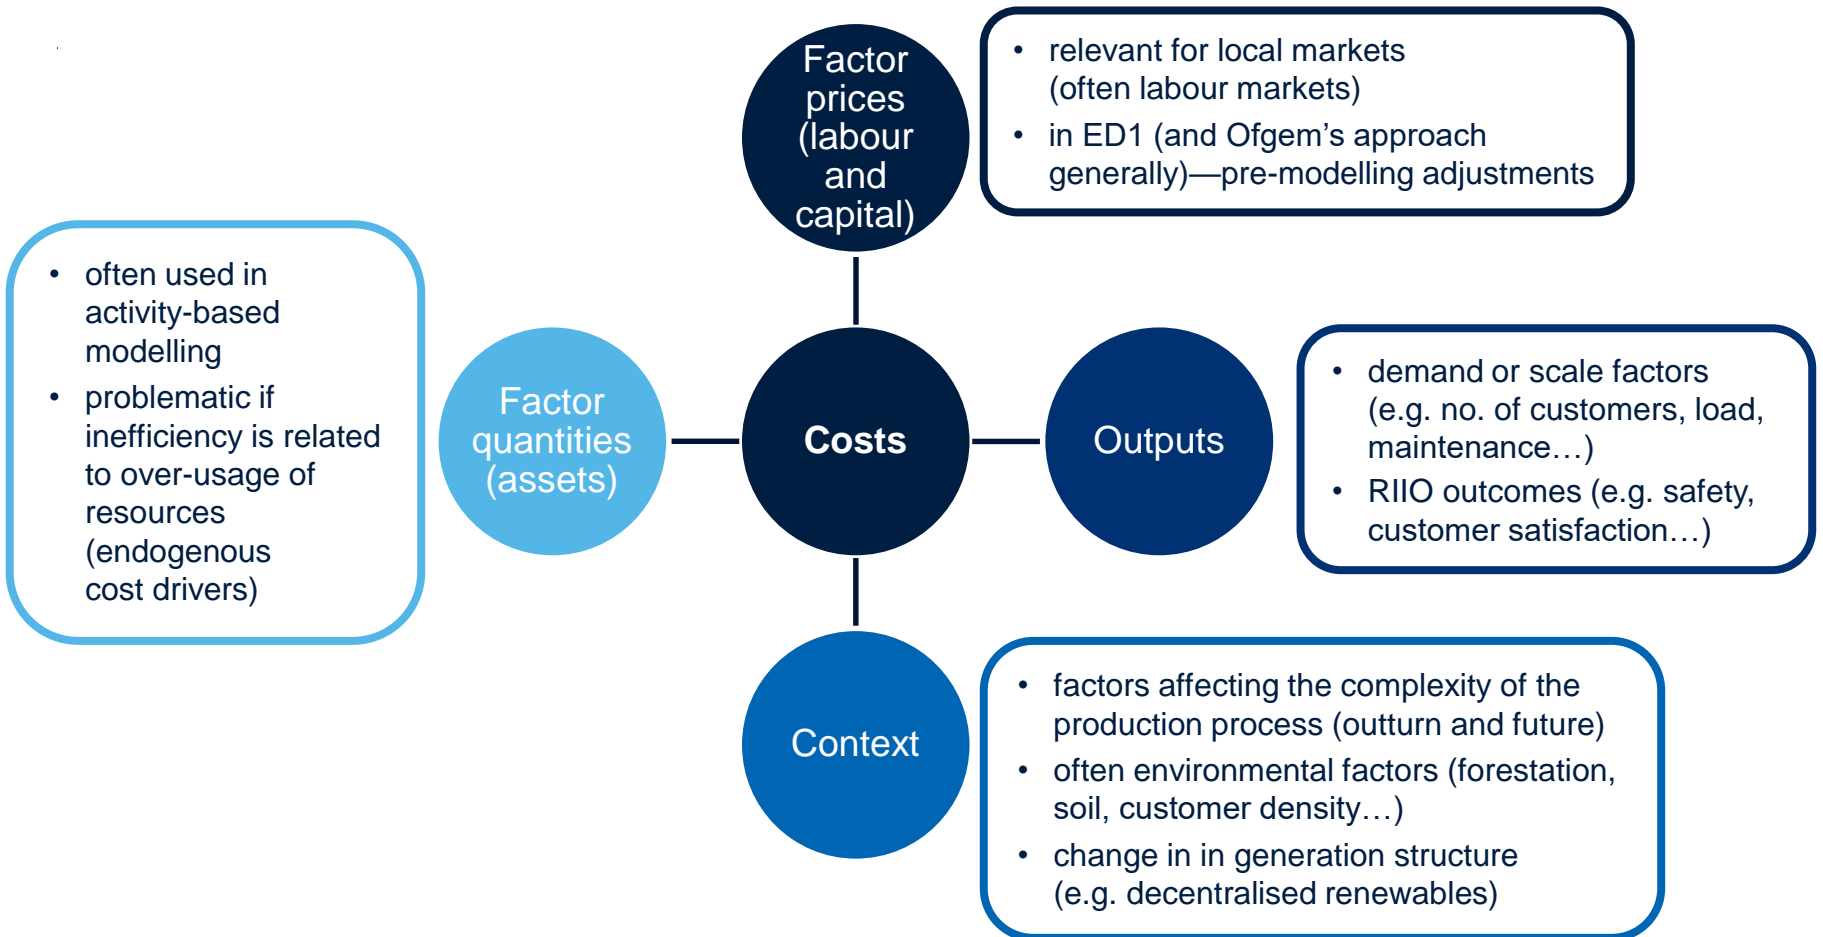 Factor
prices
(labour
and
capital)
• relevant for local markets
(often labour markets)
• in ED1 (and Ofgem’s approach
generally)—pre-modelling adjustments
• often used in
activity-based
modelling
• problematic if
inefficiency is related
to over-usage of
resources
(endogenous
cost drivers)
Factor
quantities
(assets)
Costs
Outputs
• demand or scale factors
(e.g. no. of customers, load,
maintenance…)
• RIIO outcomes (e.g. safety,
customer satisfaction…)
Context
• factors affecting the complexity of the
production process (outturn and future)
• often environmental factors (forestation,
soil, customer density…)
• change in in generation structure
(e.g. decentralised renewables)